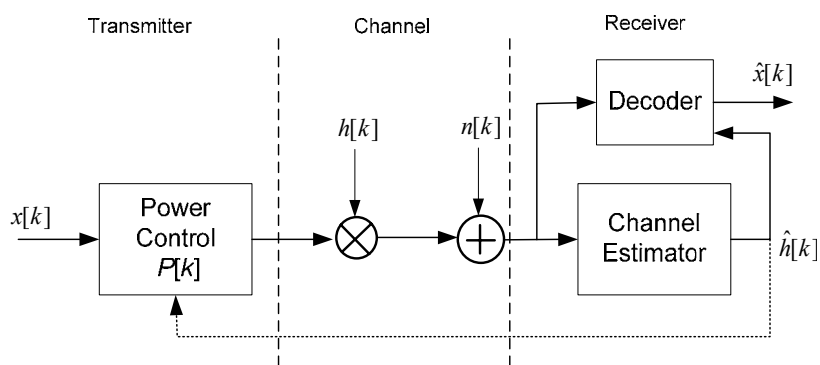 Transmitter
Channel
Receiver
x̂[k]
Decoder
h[k]
n[k]
x[k]
Power
Control
P[k]
Channel
Estimator
ĥ[k]